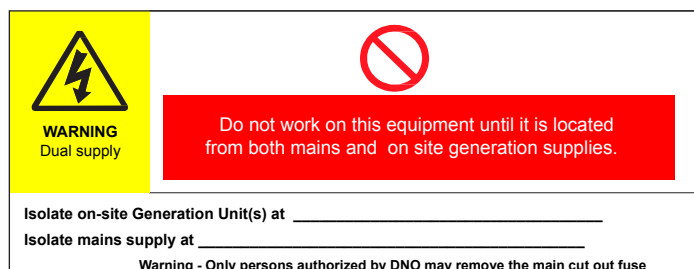 WARNING
Dual supply
Do not work on this equipment until it is located
from both mains and on site generation supplies.
Isolate on-site Generation Unit(s) at ________________________________
Isolate mains supply at ________________________________________
Warning - Only persons authorized by DNO may remove the main cut out fuse